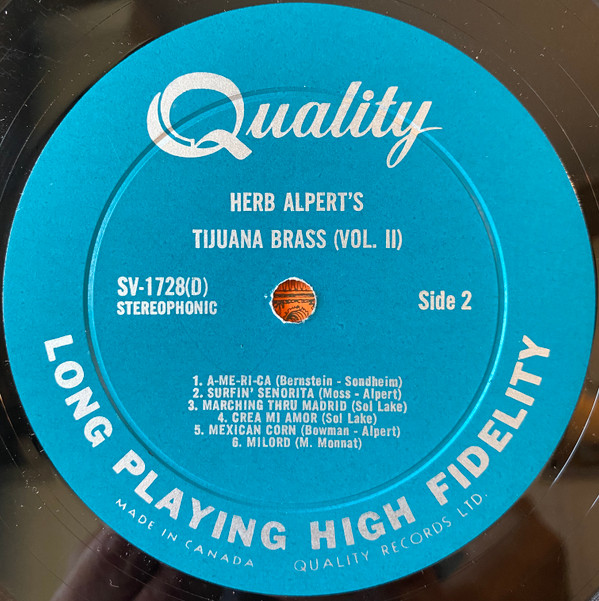 Quality
HERB ALPERT'S
TIJUANA BRASS (VOL. II)
SV-1728(D)
STEREOPHONIC
Side 2
1. A-ME-RI-CA (Bernstein - Sondheim)
2. SURFIN' SENORITA (Moss - Alpert)
3. MARCHING THRU MADRID (Sol Lake)
4. CREA MI AMOR (Sol Lake)
5. MEXICAN CORN (Bowman - Alpert)
6. MILORD (M. Monnat)
LONG PLAYING HIGH FIDELITY
MADE IN CANADA QUALITY RECORDS LTD.